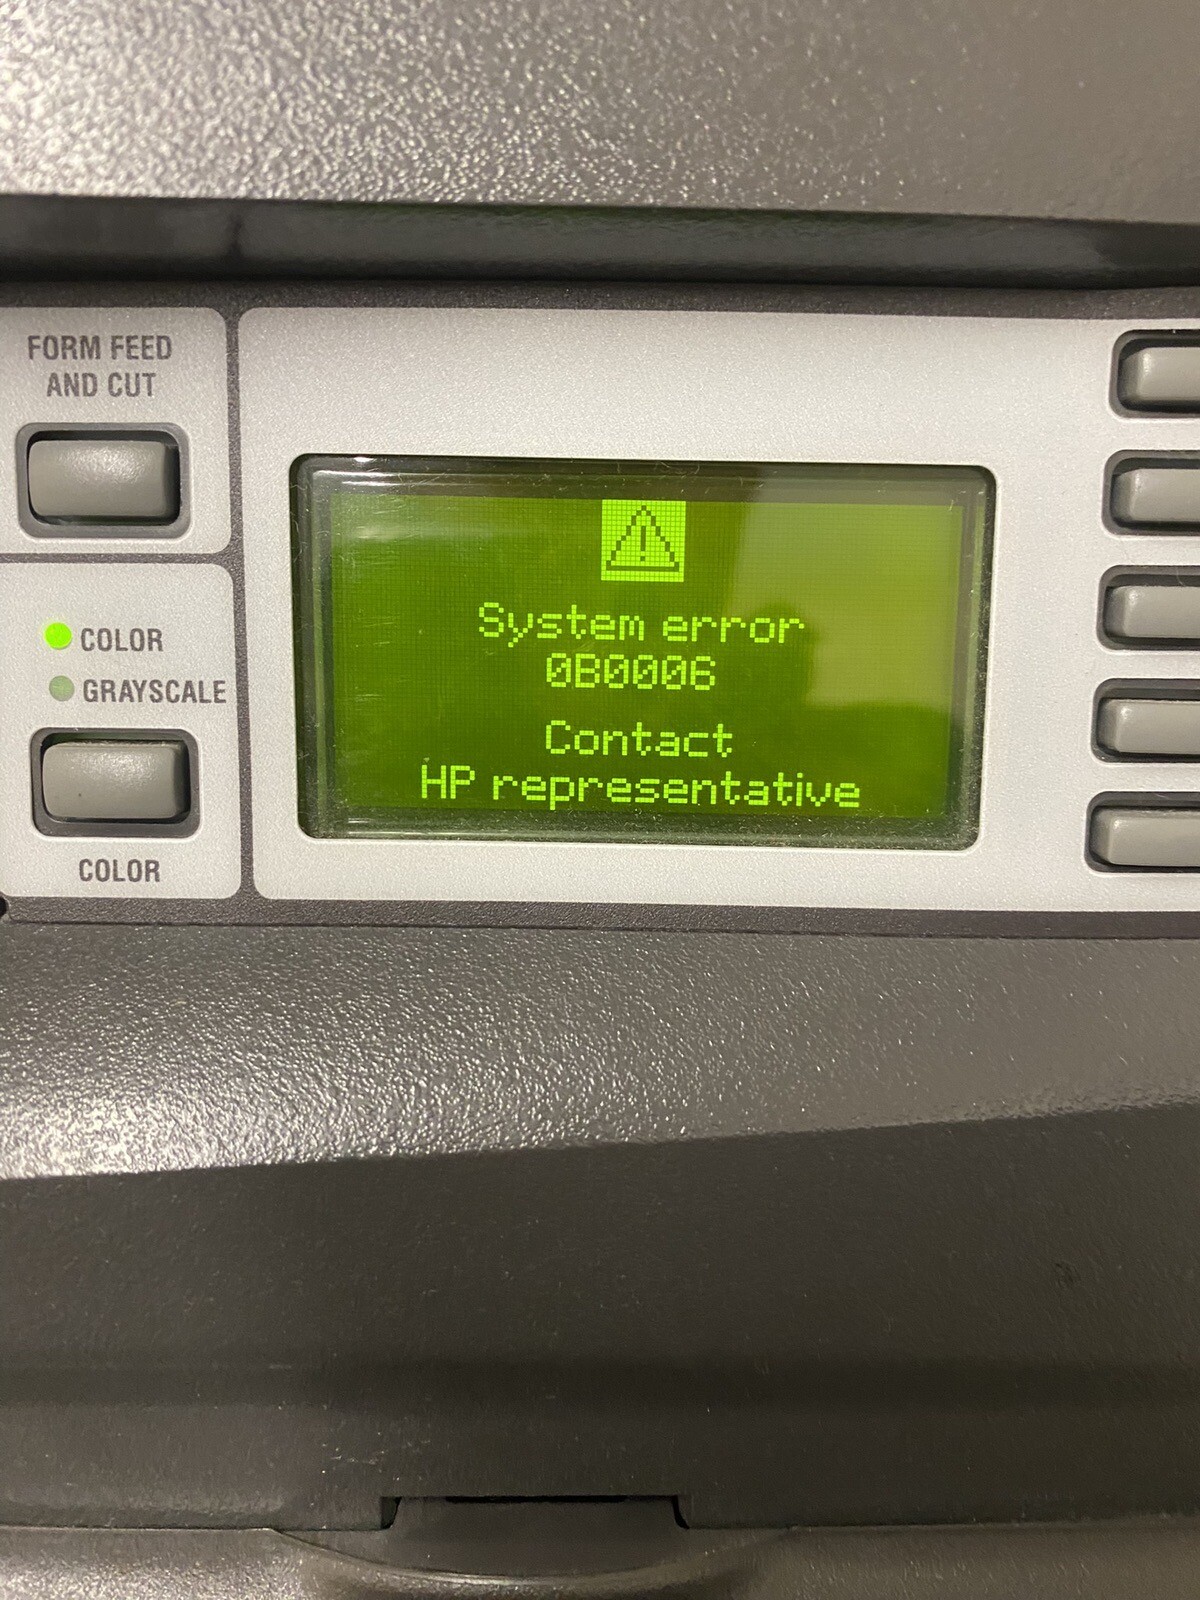 FORM FEED
AND CUT
COLOR
GRAYSCALE
COLOR
System error
0B0006
Contact
HP representative